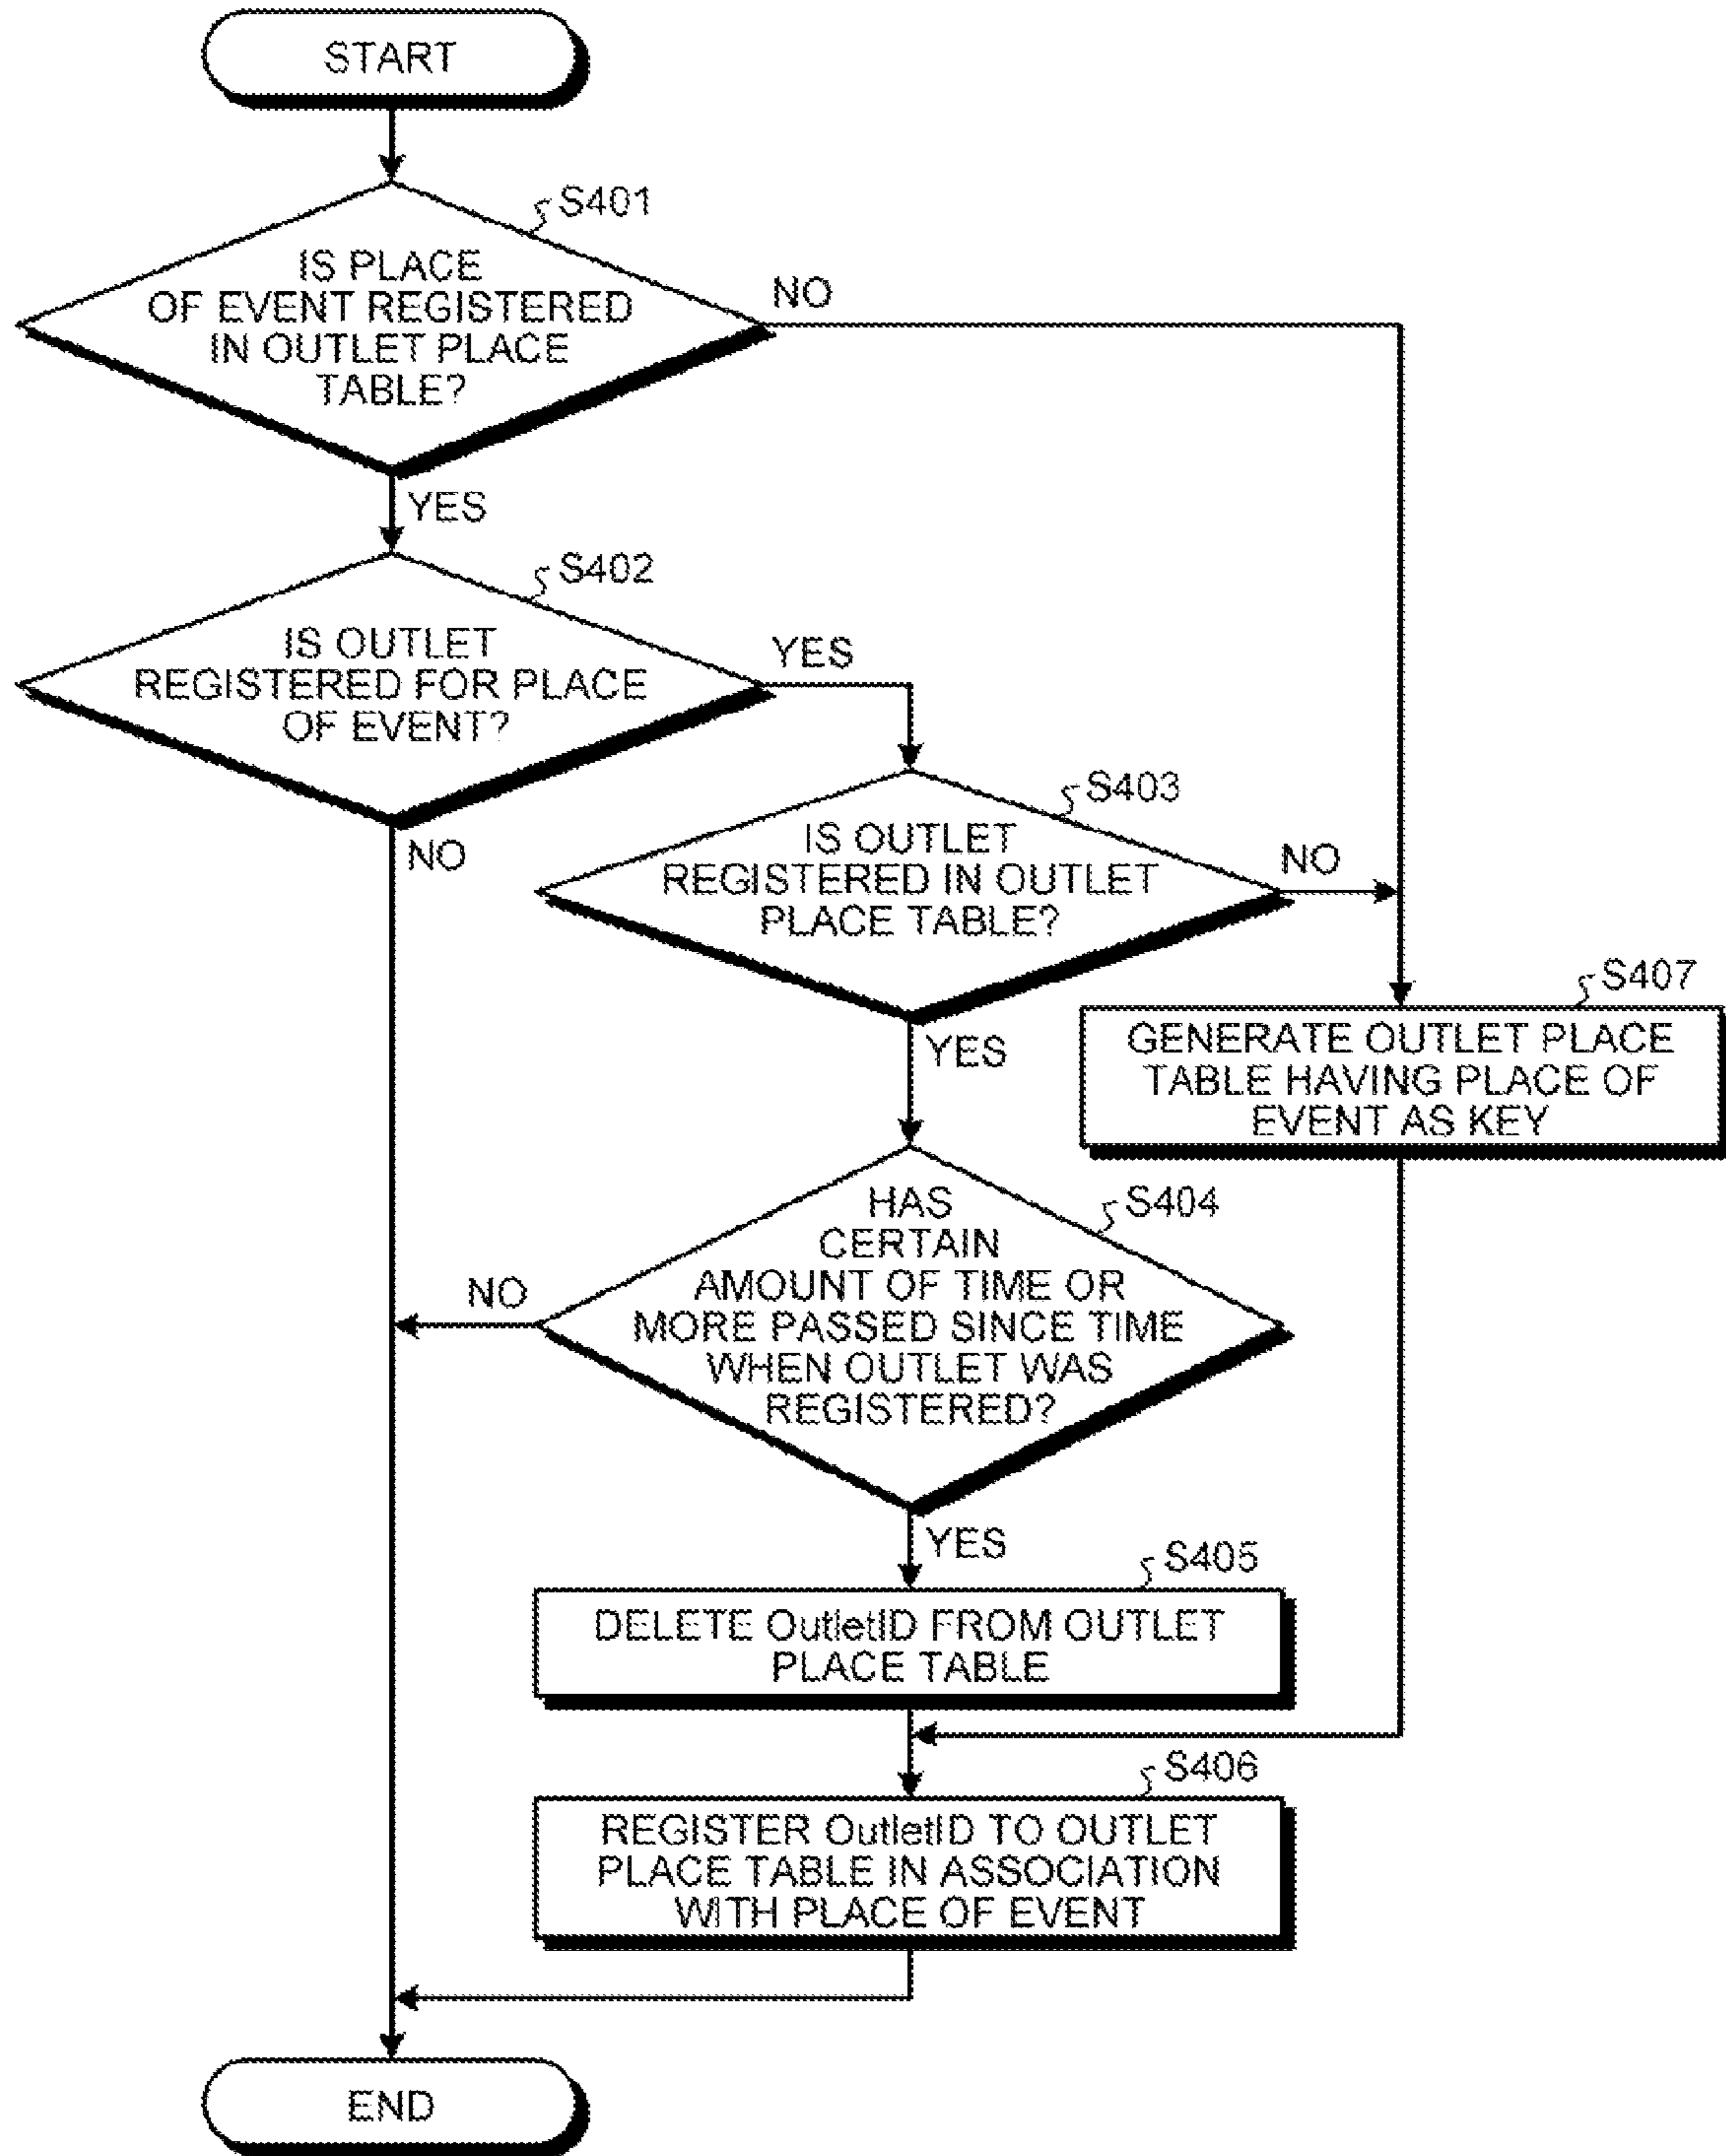 START
S401
IS PLACE
OF EVENT REGISTERED
IN OUTLET PLACE
TABLE?
NO
YES
S402
IS OUTLET
REGISTERED FOR PLACE
OF EVENT?
YES
NO
S403
IS OUTLET
REGISTERED IN OUTLET
PLACE TABLE?
NO
YES
S407
GENERATE OUTLET PLACE
TABLE HAVING PLACE OF
EVENT AS KEY
S404
HAS
CERTAIN
AMOUNT OF TIME OR
MORE PASSED SINCE TIME
WHEN OUTLET WAS
REGISTERED?
NO
YES
S405
DELETE OutletID FROM OUTLET
PLACE TABLE
S406
REGISTER OutletID TO OUTLET
PLACE TABLE IN ASSOCIATION
WITH PLACE OF EVENT
END